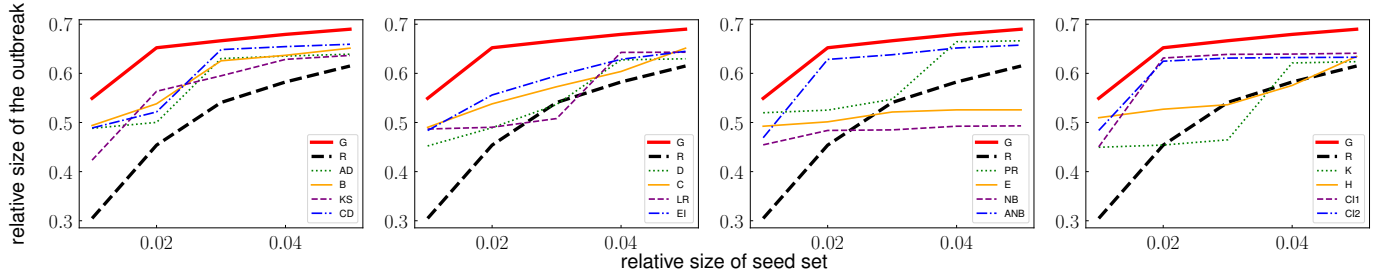 relative size of the outbreak
0.7
0.6
0.5
0.4
0.3
0.02
0.04
G
R
AD
B
KS
CD
0.7
0.6
0.5
0.4
0.3
0.02
0.04
G
R
D
C
LR
EI
0.7
0.6
0.5
0.4
0.3
0.02
0.04
G
R
PR
E
NB
ANB
0.7
0.6
0.5
0.4
0.3
0.02
0.04
G
R
K
H
CI1
CI2
relative size of seed set